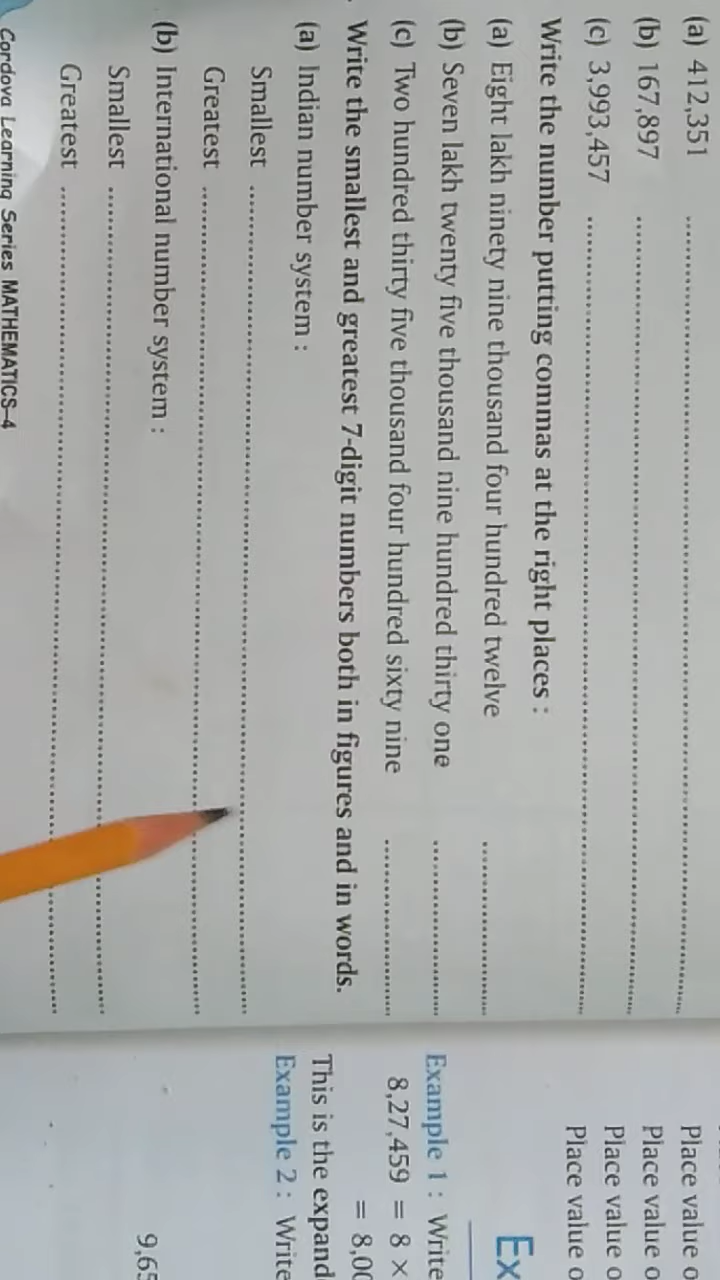 (a) 412,351
(b) 167,897
(c) 3,993,457
Write the number putting commas at the right places :
(a) Eight lakh ninety nine thousand four hundred twelve
(b) Seven lakh twenty five thousand nine hundred thirty one
(c) Two hundred thirty five thousand four hundred sixty nine
Write the smallest and greatest 7-digit numbers both in figures and in words.
(a) Indian number system :
Smallest
Greatest
(b) International number system :
Smallest
Greatest
Cordova Learning Series MATHEMATICS–4
Place value o
Place value o
Place value o
Place value o
Ex
Example 1 : Write
8,27,459 = 8 ×
= 8,00
This is the expand
Example 2 : Write
9,65